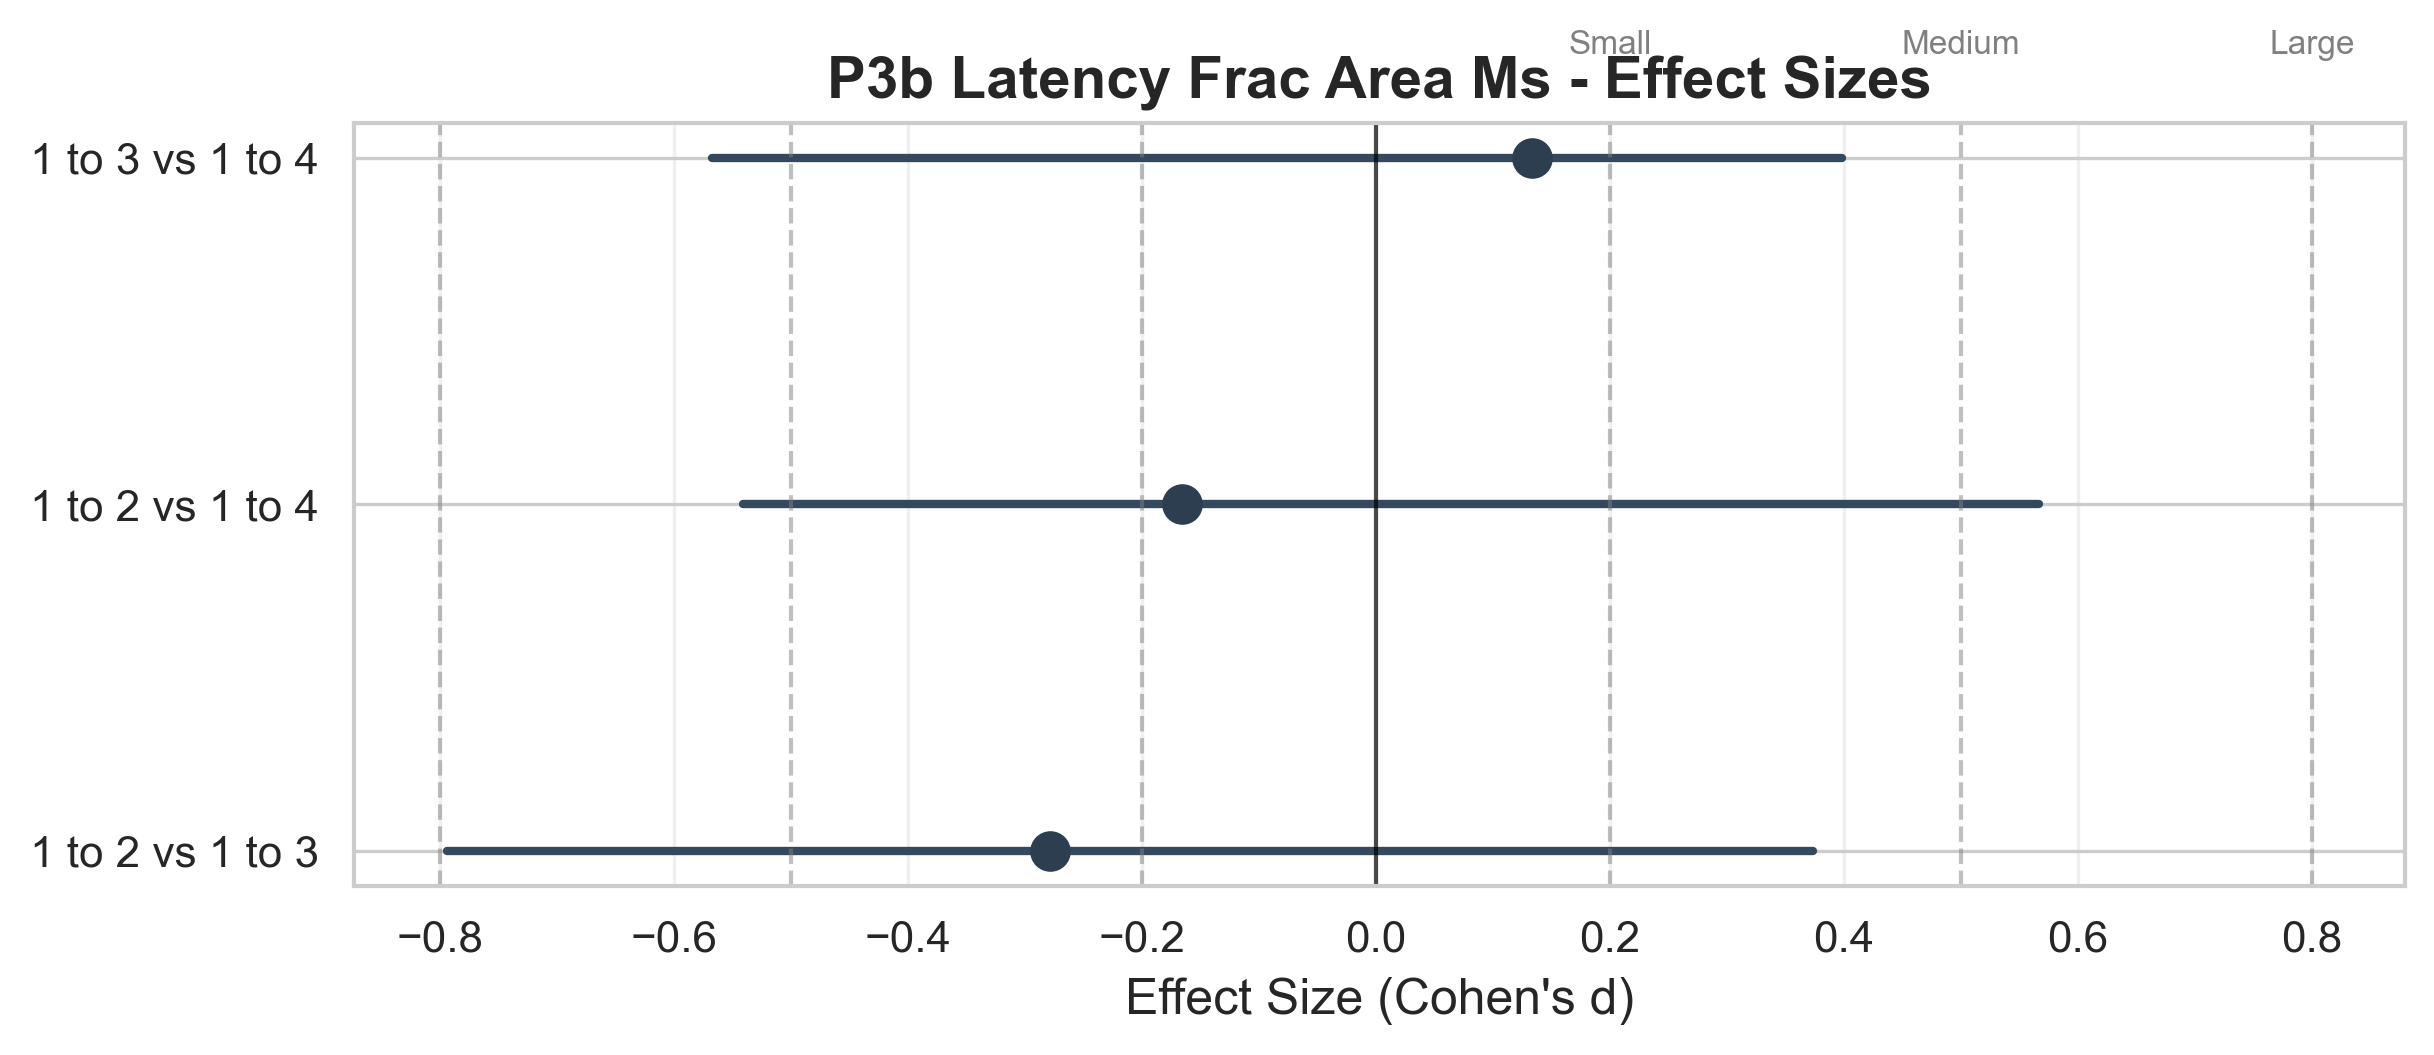 Small Medium Large
P3b Latency Frac Area Ms - Effect Sizes
1 to 3 vs 1 to 4
1 to 2 vs 1 to 4
1 to 2 vs 1 to 3
−0.8 −0.6 −0.4 −0.2 0.0 0.2 0.4 0.6 0.8
Effect Size (Cohen's d)